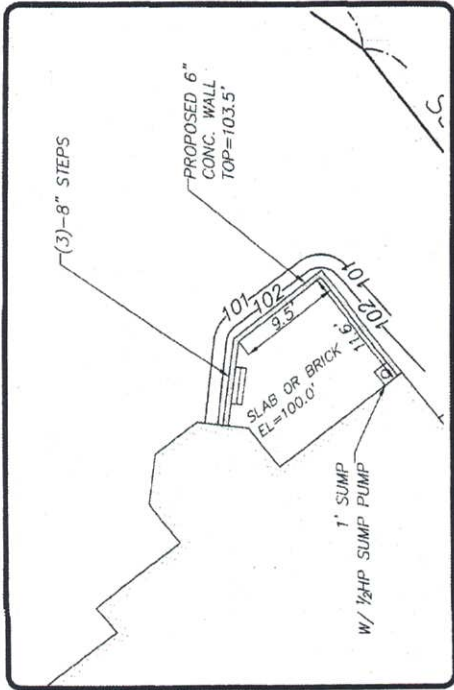 (3)-8" STEPS
PROPOSED 6"
CONC. WALL
TOP=103.5'
101
102
9.5'
SLAB OR BRICK
EL=100.0'
11.6'
101
102
1' SUMP
W/ 1/2HP SUMP PUMP